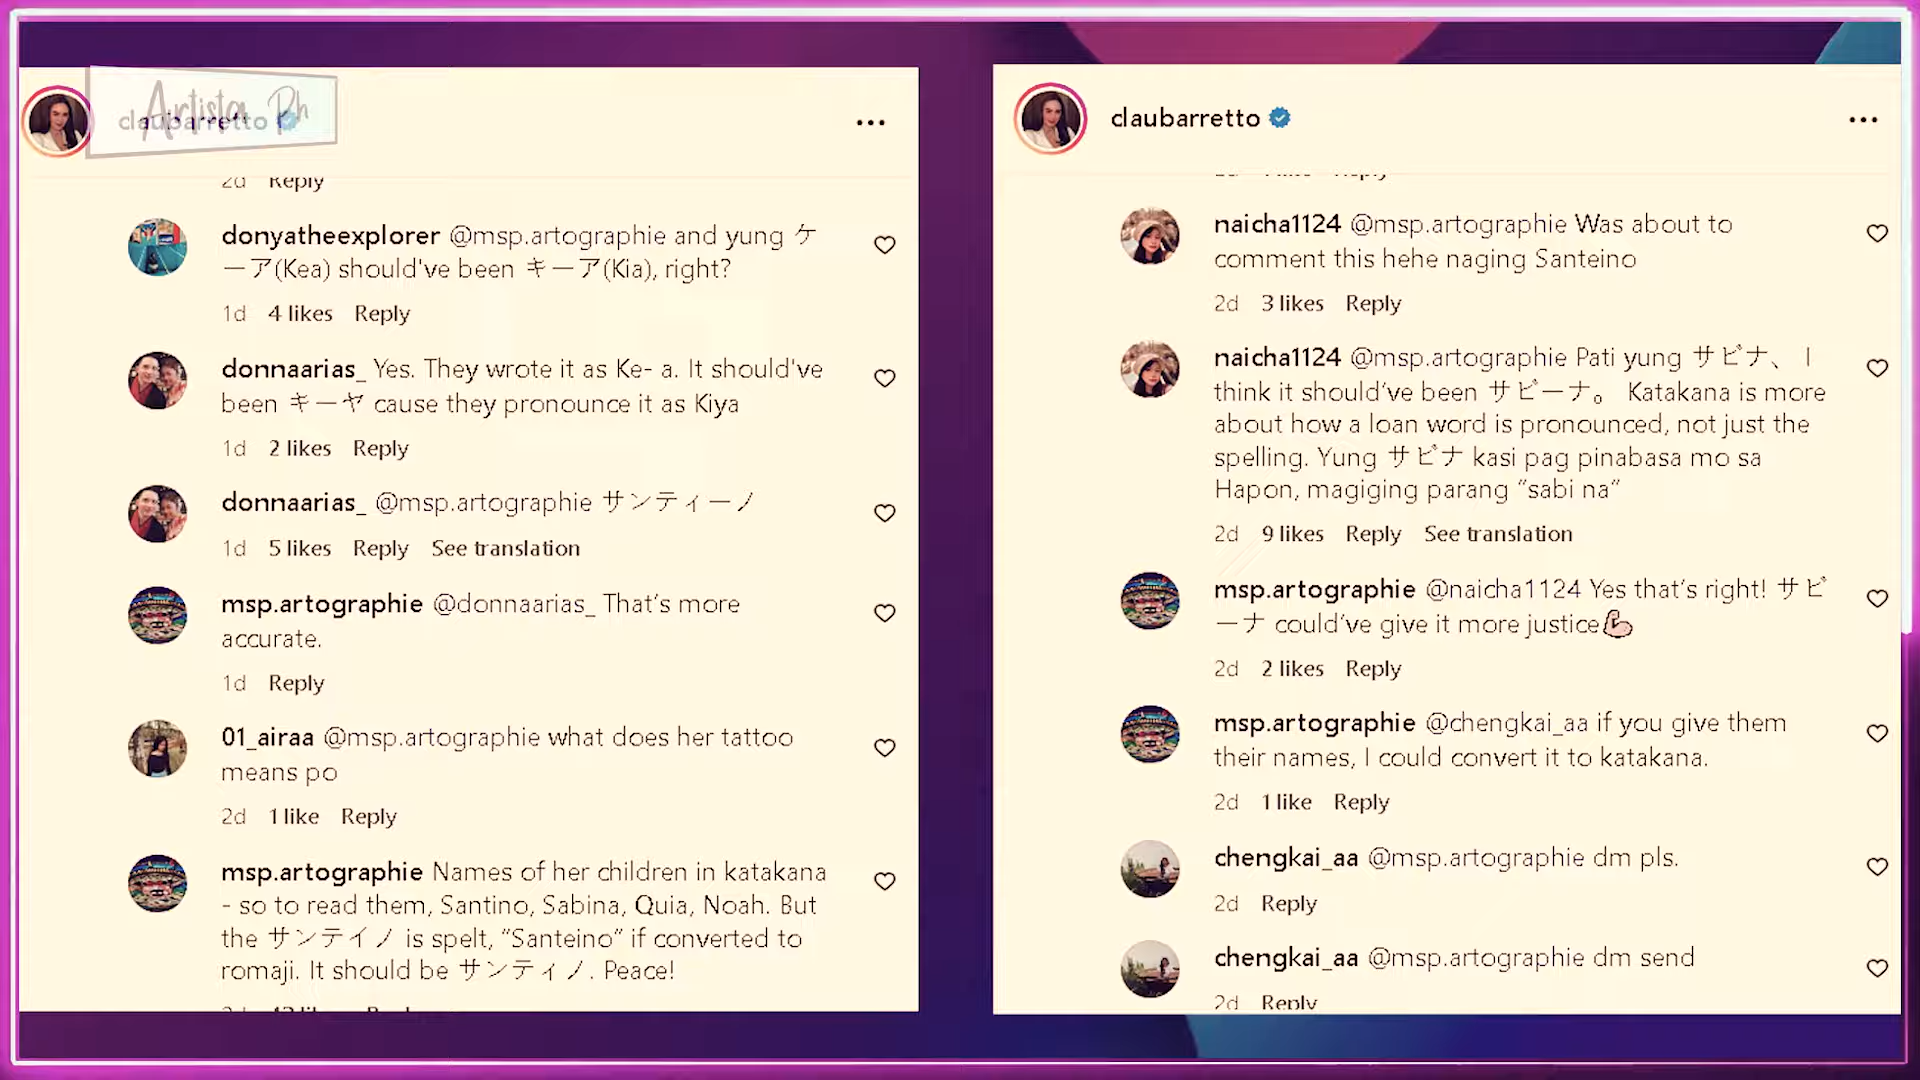 Artista Ph
claubarretto
2d Reply
donyatheexplorer @msp.artographie and yung ケ
ーア(Kea) should've been キーア(Kia), right?
1d 4 likes Reply
donnaarias_ Yes. They wrote it as Ke- a. It should've
been キーヤ cause they pronounce it as Kiya
1d 2 likes Reply
donnaarias_ @msp.artographie サンティーノ
1d 5 likes Reply See translation
msp.artographie @donnaarias_ That's more
accurate.
1d Reply
01_airaa @msp.artographie what does her tattoo
means po
2d 1 like Reply
msp.artographie Names of her children in katakana
- so to read them, Santino, Sabina, Quia, Noah. But
the サンテイノ is spelt, “Santeino” if converted to
romaji. It should be サンティノ. Peace!
claubarretto
naicha1124 @msp.artographie Was about to
comment this hehe naging Santeino
2d 3 likes Reply
naicha1124 @msp.artographie Pati yung サビナ、I
think it should’ve been サビーナ。 Katakana is more
about how a loan word is pronounced, not just the
spelling. Yung サビナ kasi pag pinabasa mo sa
Hapon, magiging parang “sabi na”
2d 9 likes Reply See translation
msp.artographie @naicha1124 Yes that’s right! サビ
ーナ could’ve give it more justice💪
2d 2 likes Reply
msp.artographie @chengkai_aa if you give them
their names, I could convert it to katakana.
2d 1 like Reply
chengkai_aa @msp.artographie dm pls.
2d Reply
chengkai_aa @msp.artographie dm send
2d Reply